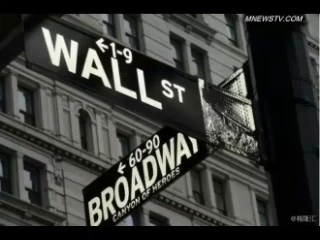 MNEWSTV.COM
←1-9
WALL ST
←60-90
BROADWAY
CANYON OF HEROES